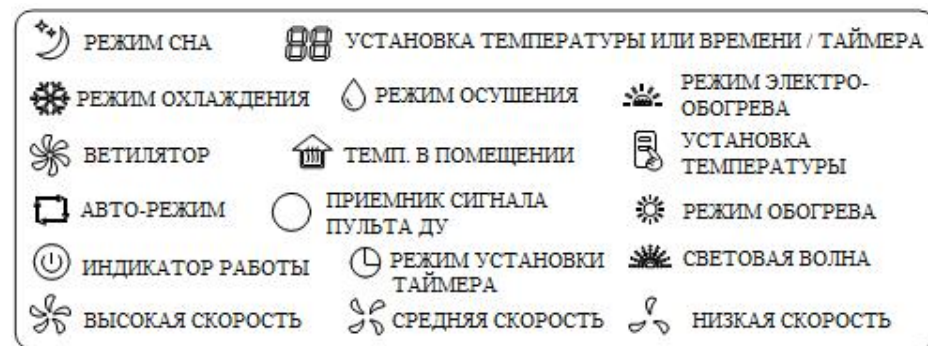 РЕЖИМ СНА
88 УСТАНОВКА ТЕМПЕРАТУРЫ ИЛИ ВРЕМЕНИ / ТАЙМЕРА
РЕЖИМ ОХЛАЖДЕНИЯ
РЕЖИМ ОСУШЕНИЯ
РЕЖИМ ЭЛЕКТРО-
ОБОГРЕВА
ВЕТИЛЯТОР
ТЕМП. В ПОМЕЩЕНИИ
УСТАНОВКА
ТЕМПЕРАТУРЫ
АВТО-РЕЖИМ
ПРИЕМНИК СИГНАЛА
ПУЛЬТА ДУ
РЕЖИМ ОБОГРЕВА
ИНДИКАТОР РАБОТЫ
РЕЖИМ УСТАНОВКИ
ТАЙМЕРА
СВЕТОВАЯ ВОЛНА
ВЫСОКАЯ СКОРОСТЬ
СРЕДНЯЯ СКОРОСТЬ
НИЗКАЯ СКОРОСТЬ